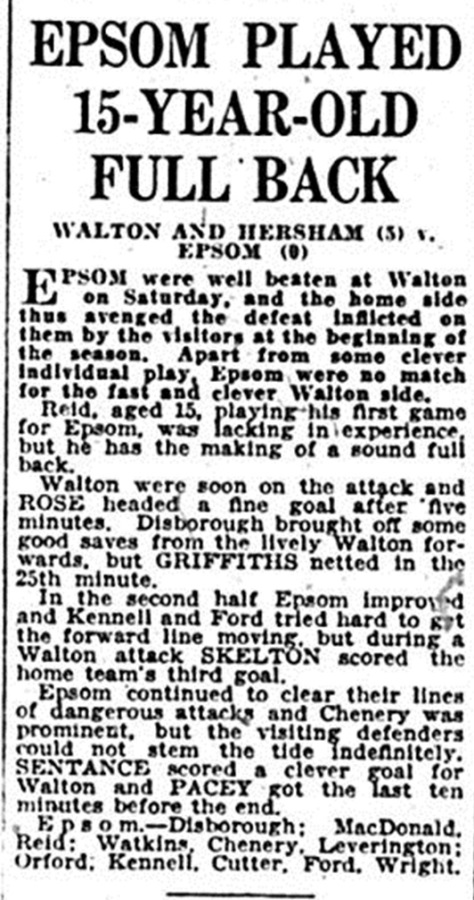 EPSOM PLAYED
15-YEAR-OLD
FULL BACK
WALTON AND HERSHAM (5) v.
EPSOM (0)
EPSOM were well beaten at Walton
on Saturday, and the home side
thus avenged the defeat inflicted on
them by the visitors at the beginning of
the season. Apart from some clever
individual play, Epsom were no match
for the fast and clever Walton side.
Reid, aged 15, playing his first game
for Epsom, was lacking in experience,
but he has the making of a sound full
back.
Walton were soon on the attack and
ROSE headed a fine goal after five
minutes. Disborough brought off some
good saves from the lively Walton for-
wards, but GRIFFITHS netted in the
25th minute.
In the second half Epsom improved
and Kennell and Ford tried hard to get
the forward line moving, but during a
Walton attack SKELTON scored the
home team's third goal.
Epsom continued to clear their lines
of dangerous attacks and Chenery was
prominent, but the visiting defenders
could not stem the tide indefinitely.
SENTANCE scored a clever goal for
Walton and PACEY got the last ten
minutes before the end.
Epsom.—Disborough; MacDonald,
Reid; Watkins, Chenery, Leverington;
Orford, Kennell, Cutter, Ford, Wright.